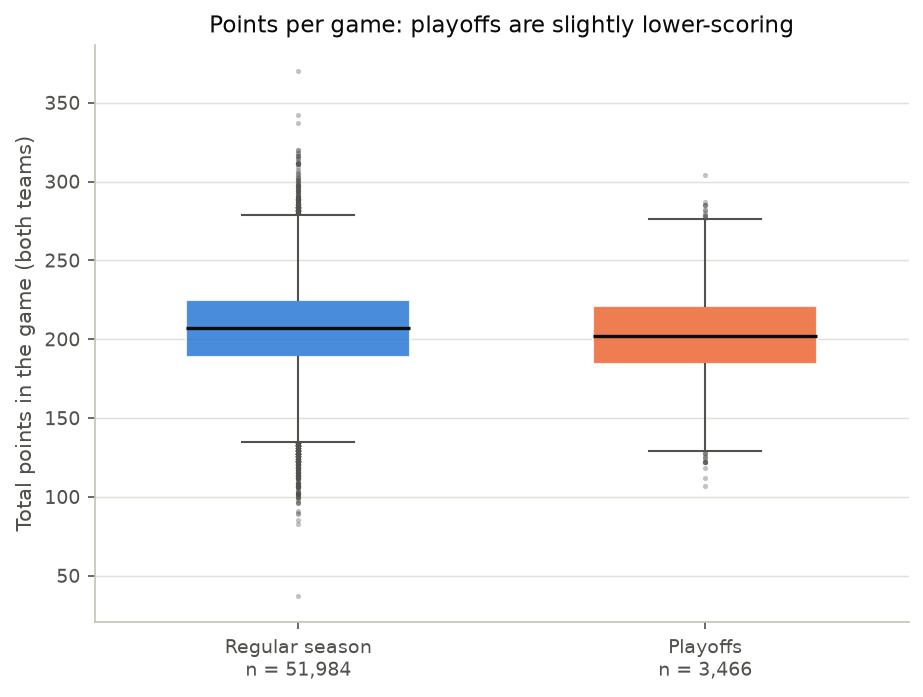 Points per game: playoffs are slightly lower-scoring
Total points in the game (both teams)
350
300
250
200
150
100
50
Regular season
n = 51,984
Playoffs
n = 3,466